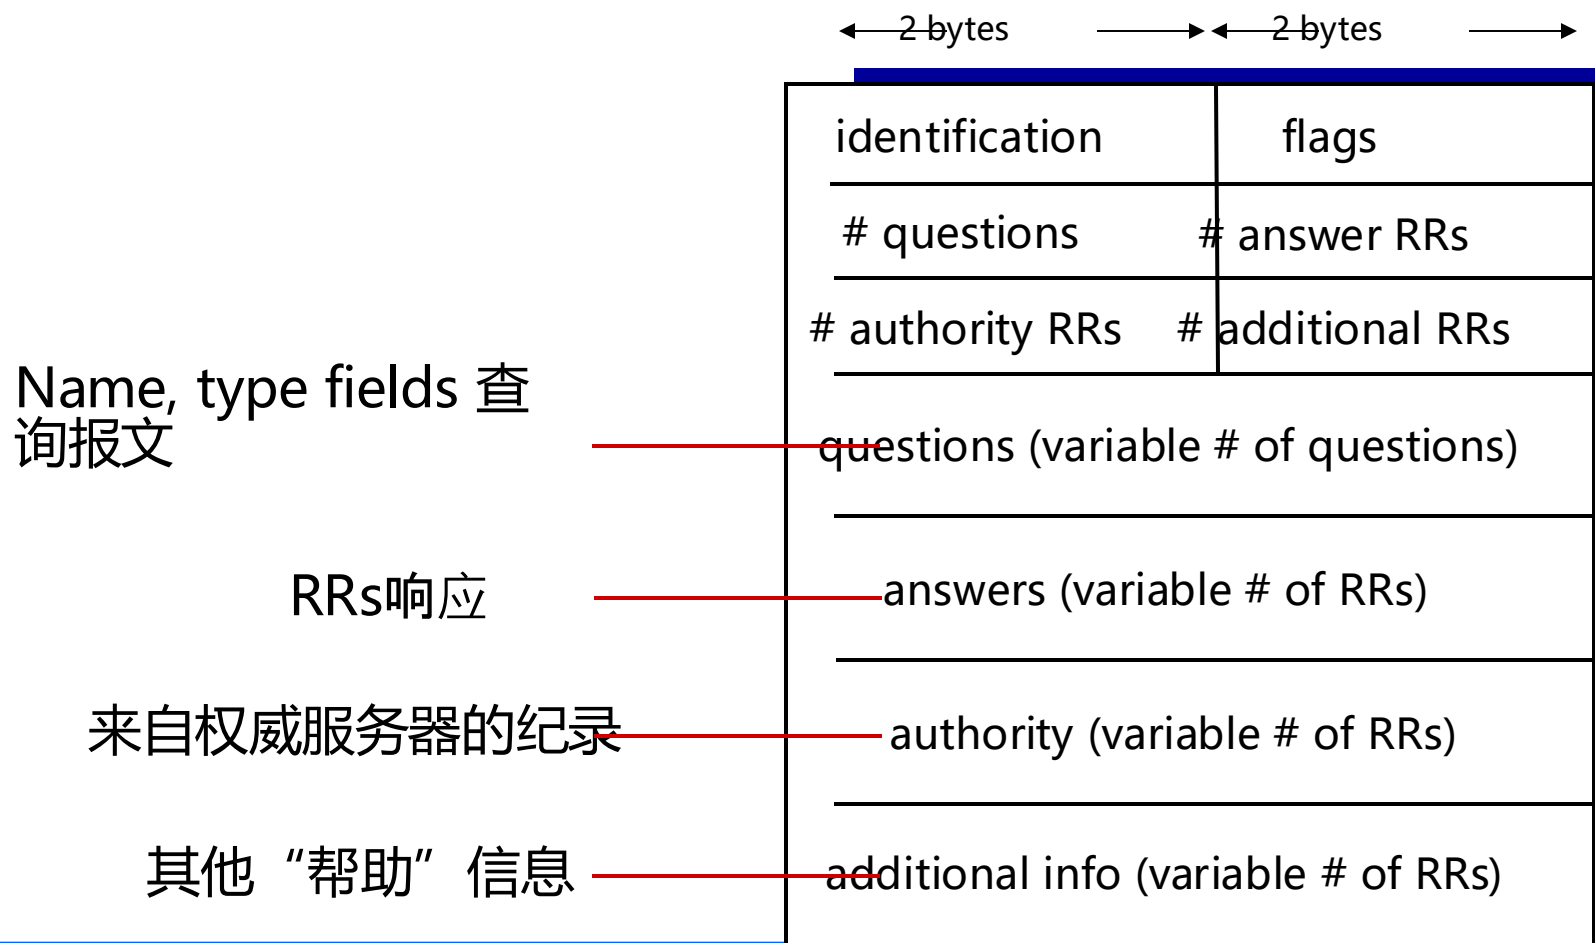 2 bytes 2 bytes
identification flags
# questions # answer RRs
# authority RRs # additional RRs
Name, type fields 查
询报文
questions (variable # of questions)
RRs响应
answers (variable # of RRs)
来自权威服务器的纪录
authority (variable # of RRs)
其他“帮助”信息
additional info (variable # of RRs)